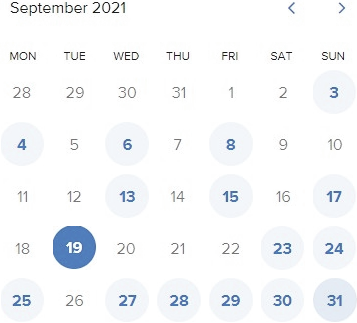 September 2021
MON TUE WED THU FRI SAT SUN
28 29 30 31 1 2 3
4 5 6 7 8 9 10
11 12 13 14 15 16 17
18 19 20 21 22 23 24
25 26 27 28 29 30 31